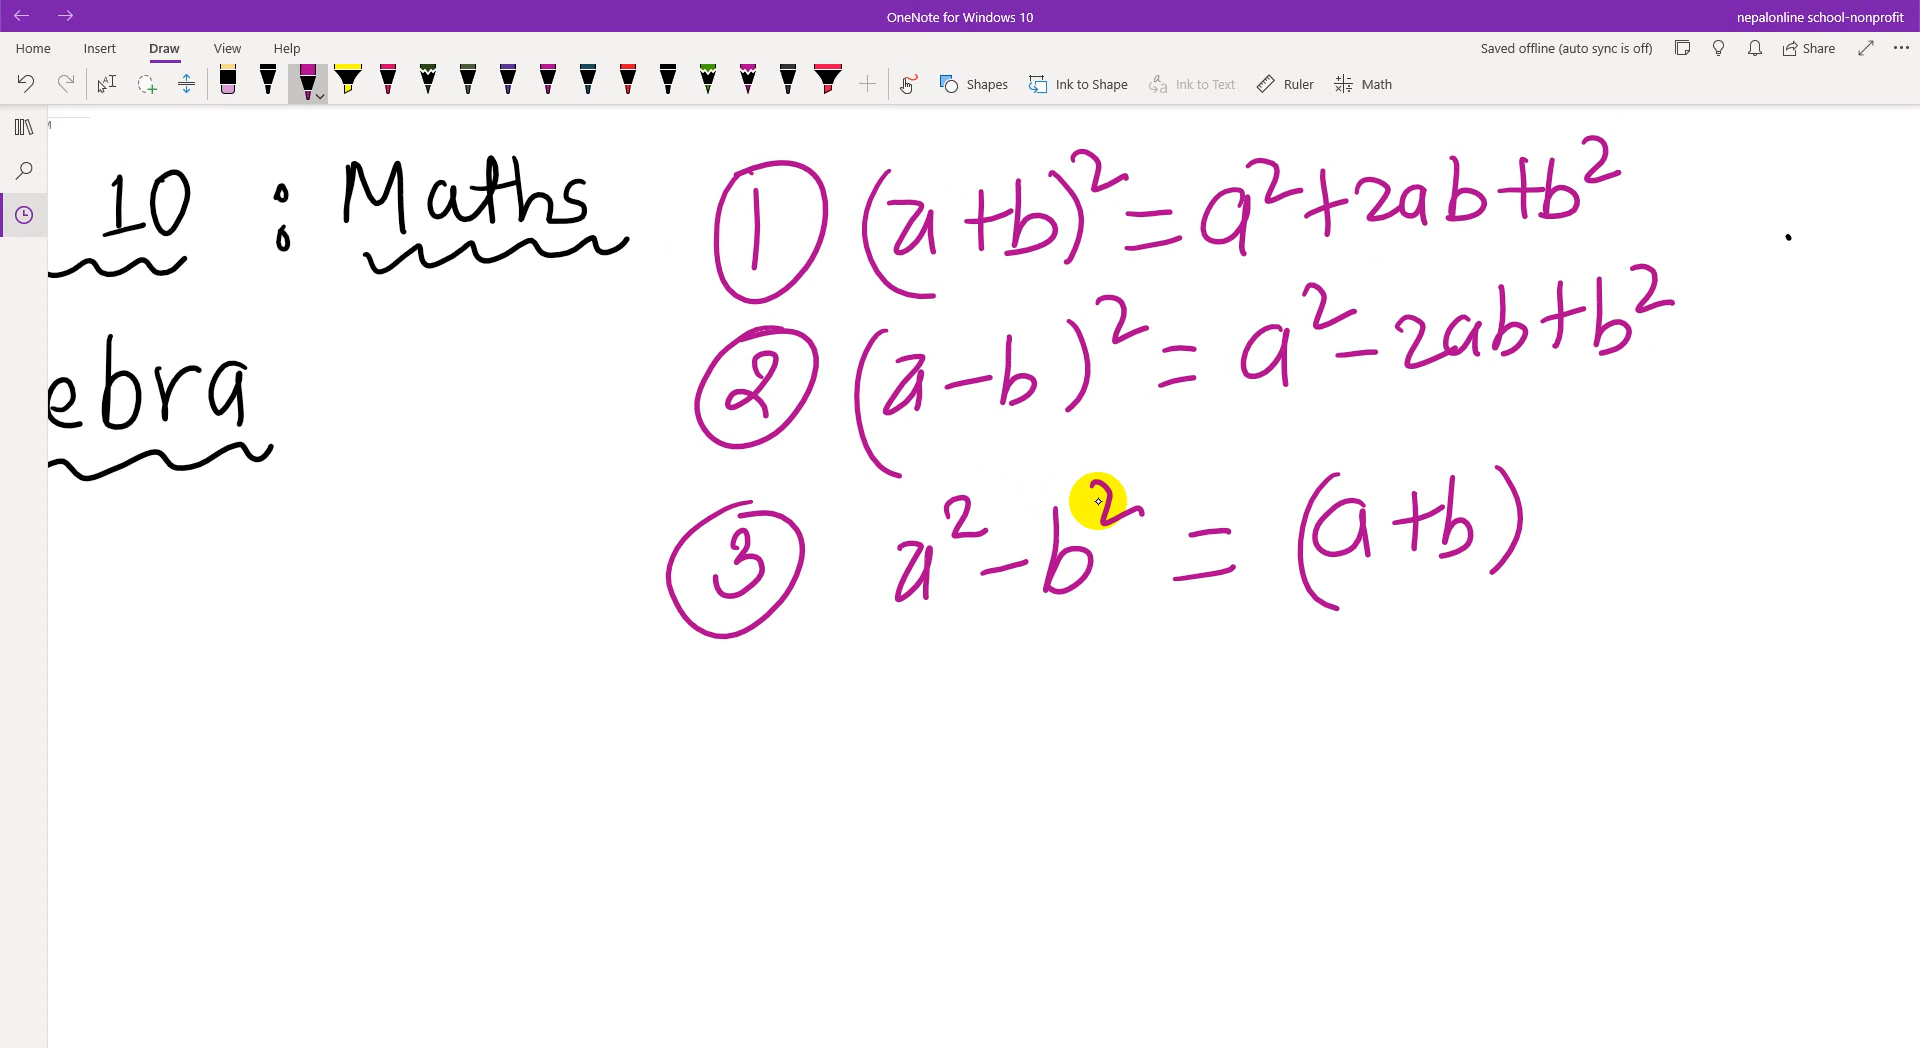 OneNote for Windows 10
nepalonline school-nonprofit
Home Insert Draw View Help
Saved offline (auto sync is off) Share
Shapes Ink to Shape Ink to Text Ruler Math
10 : Maths
ebra
① (a+b)² = a²+2ab+b²
② (a-b)² = a²-2ab+b²
③ a²-b² = (a+b)